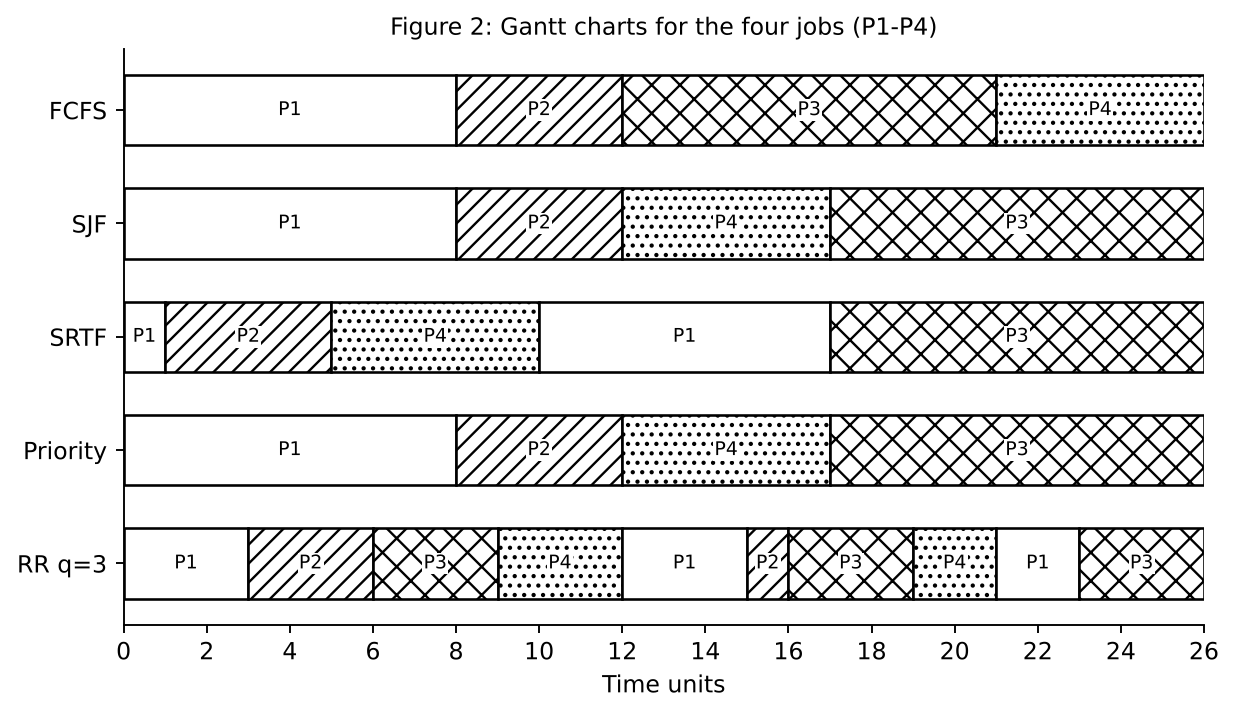 Figure 2: Gantt charts for the four jobs (P1-P4)
FCFS P1 P2 P3 P4
SJF P1 P2 P4 P3
SRTF P1 P2 P4 P1 P3
Priority P1 P2 P4 P3
RR q=3 P1 P2 P3 P4 P1 P2 P3 P4 P1 P3
0 2 4 6 8 10 12 14 16 18 20 22 24 26
Time units